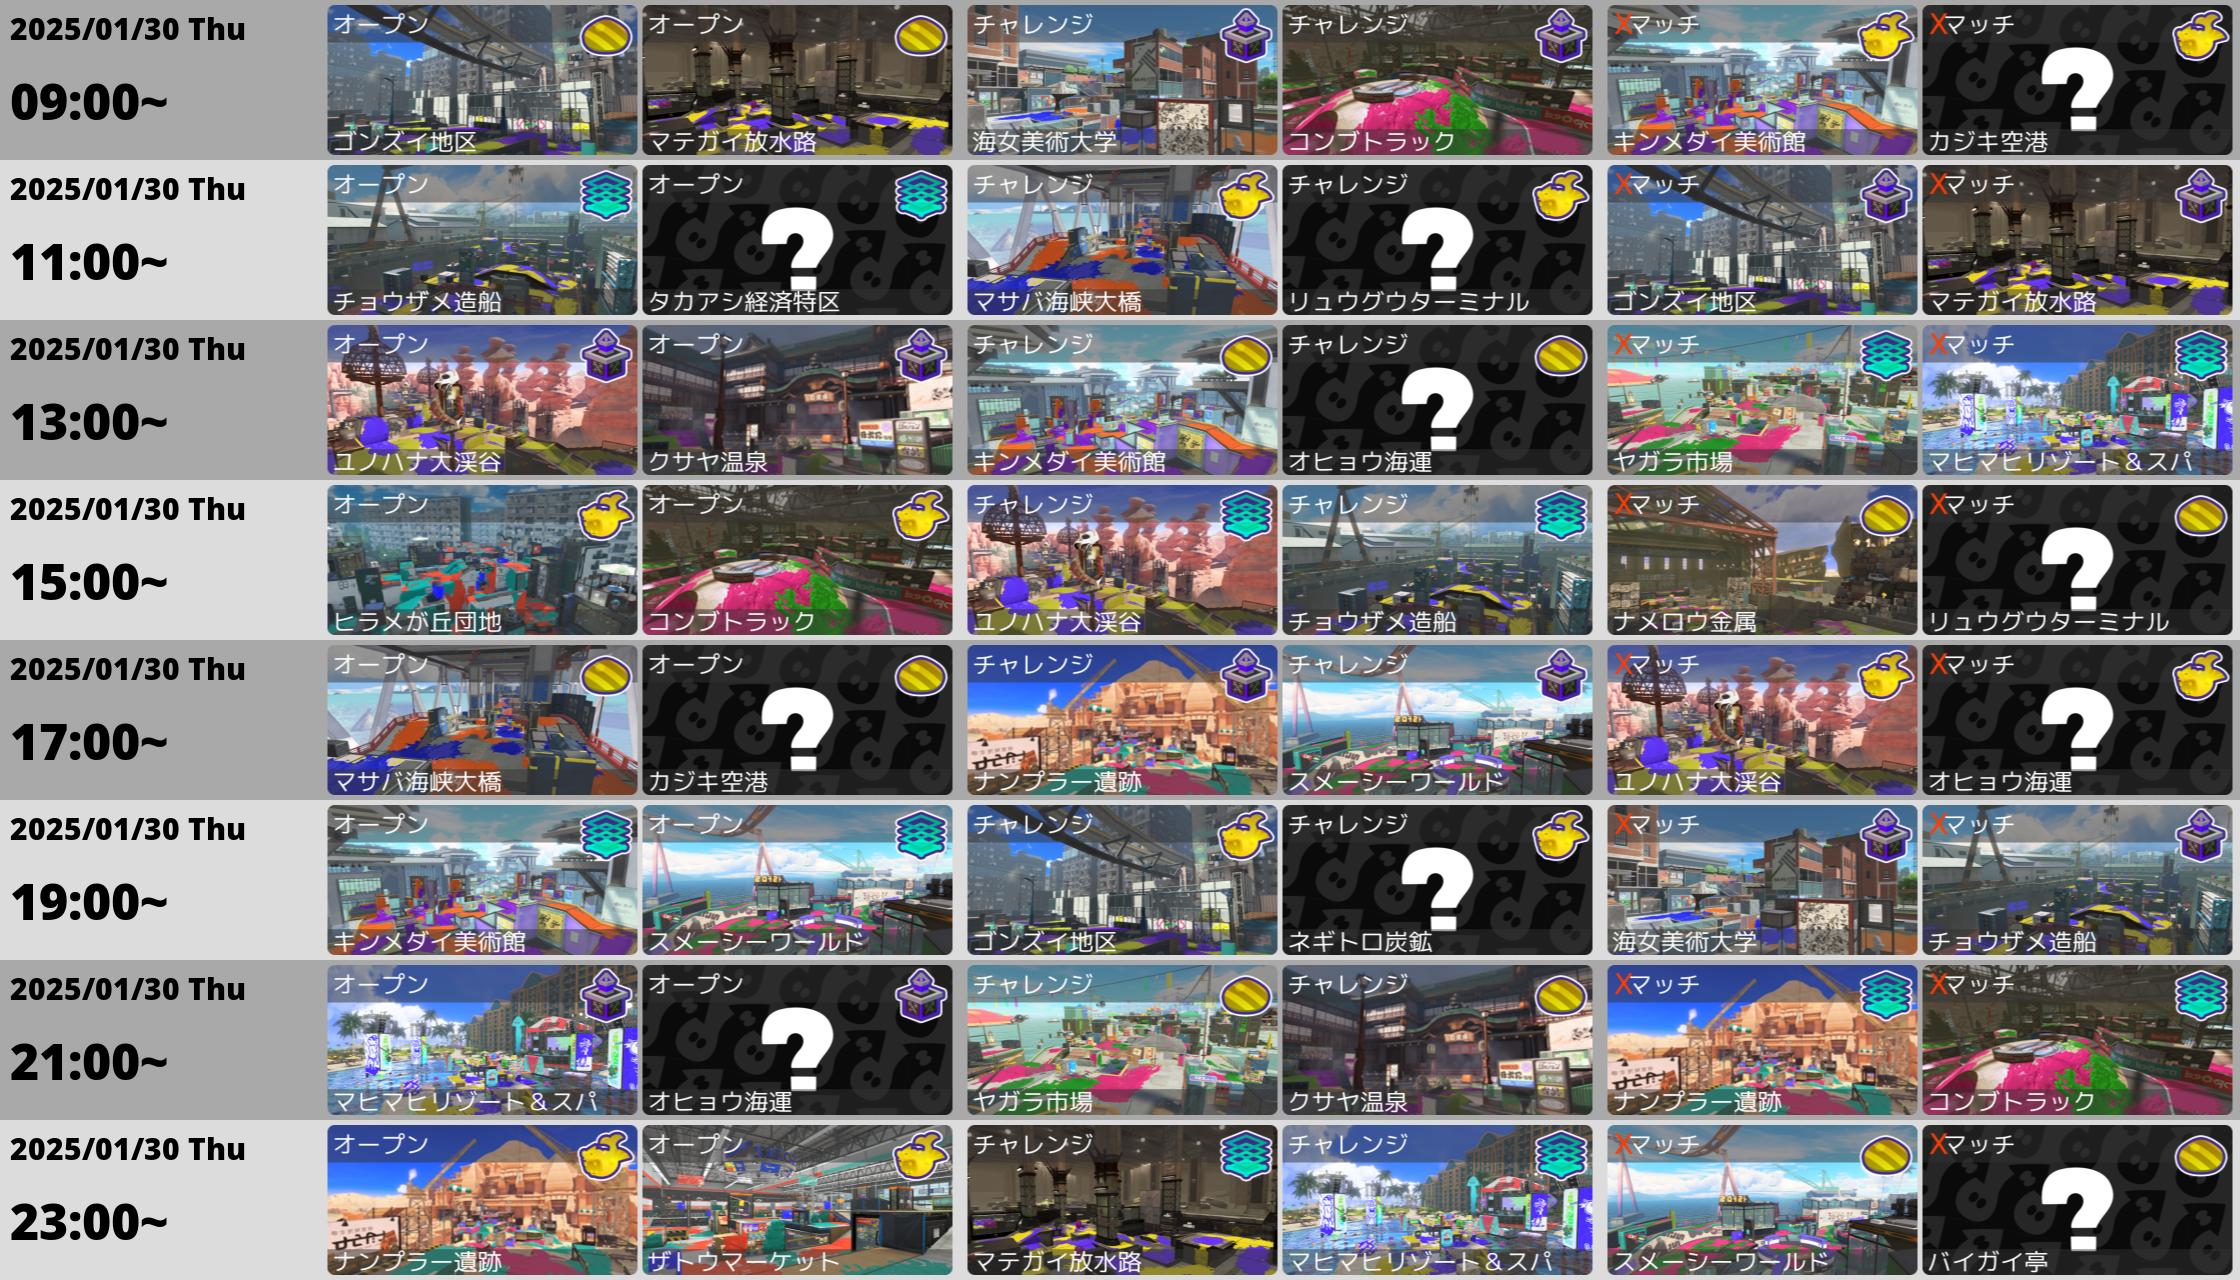 2025/01/30 Thu
09:00~
オープン
ゴンズイ地区
オープン
マテガイ放水路
チャレンジ
海女美術大学
チャレンジ
コンブトラック
Xマッチ
キンメダイ美術館
Xマッチ
?
カジキ空港
2025/01/30 Thu
11:00~
オープン
チョウザメ造船
オープン
?
タカアシ経済特区
チャレンジ
マサバ海峡大橋
チャレンジ
?
リュウグウターミナル
Xマッチ
ゴンズイ地区
Xマッチ
マテガイ放水路
2025/01/30 Thu
13:00~
オープン
ユノハナ大渓谷
オープン
クサヤ温泉
チャレンジ
キンメダイ美術館
チャレンジ
?
オヒョウ海運
Xマッチ
ヤガラ市場
Xマッチ
マヒマヒリゾート＆スパ
2025/01/30 Thu
15:00~
オープン
ヒラメが丘団地
オープン
コンブトラック
チャレンジ
ユノハナ大渓谷
チャレンジ
チョウザメ造船
Xマッチ
ナメロウ金属
Xマッチ
?
リュウグウターミナル
2025/01/30 Thu
17:00~
オープン
マサバ海峡大橋
オープン
?
カジキ空港
チャレンジ
ナンプラー遺跡
チャレンジ
スメーシーワールド
Xマッチ
ユノハナ大渓谷
Xマッチ
?
オヒョウ海運
2025/01/30 Thu
19:00~
オープン
キンメダイ美術館
オープン
スメーシーワールド
チャレンジ
ゴンズイ地区
チャレンジ
?
ネギトロ炭鉱
Xマッチ
海女美術大学
Xマッチ
チョウザメ造船
2025/01/30 Thu
21:00~
オープン
マヒマヒリゾート＆スパ
オープン
?
オヒョウ海運
チャレンジ
ヤガラ市場
チャレンジ
クサヤ温泉
Xマッチ
ナンプラー遺跡
Xマッチ
コンブトラック
2025/01/30 Thu
23:00~
オープン
ナンプラー遺跡
オープン
ザトウマーケット
チャレンジ
マテガイ放水路
チャレンジ
マヒマヒリゾート＆スパ
Xマッチ
スメーシーワールド
Xマッチ
?
バイガイ亭